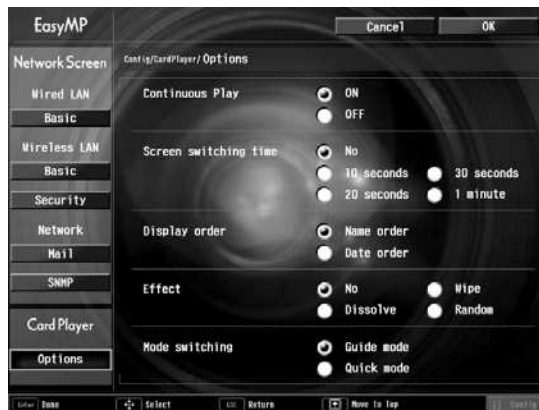 EasyMP
Cancel OK
Network Screen
Config/CardPlayer/Options
Wired LAN
Basic
Wireless LAN
Basic
Security
Network
Mail
SNMP
Card Player
Options
Continuous Play ON
OFF
Screen switching time No
10 seconds 30 seconds
20 seconds 1 minute
Display order Name order
Date order
Effect No Wipe
Dissolve Random
Mode switching Guide mode
Quick mode
Enter Done Select ESC Return Move to Top